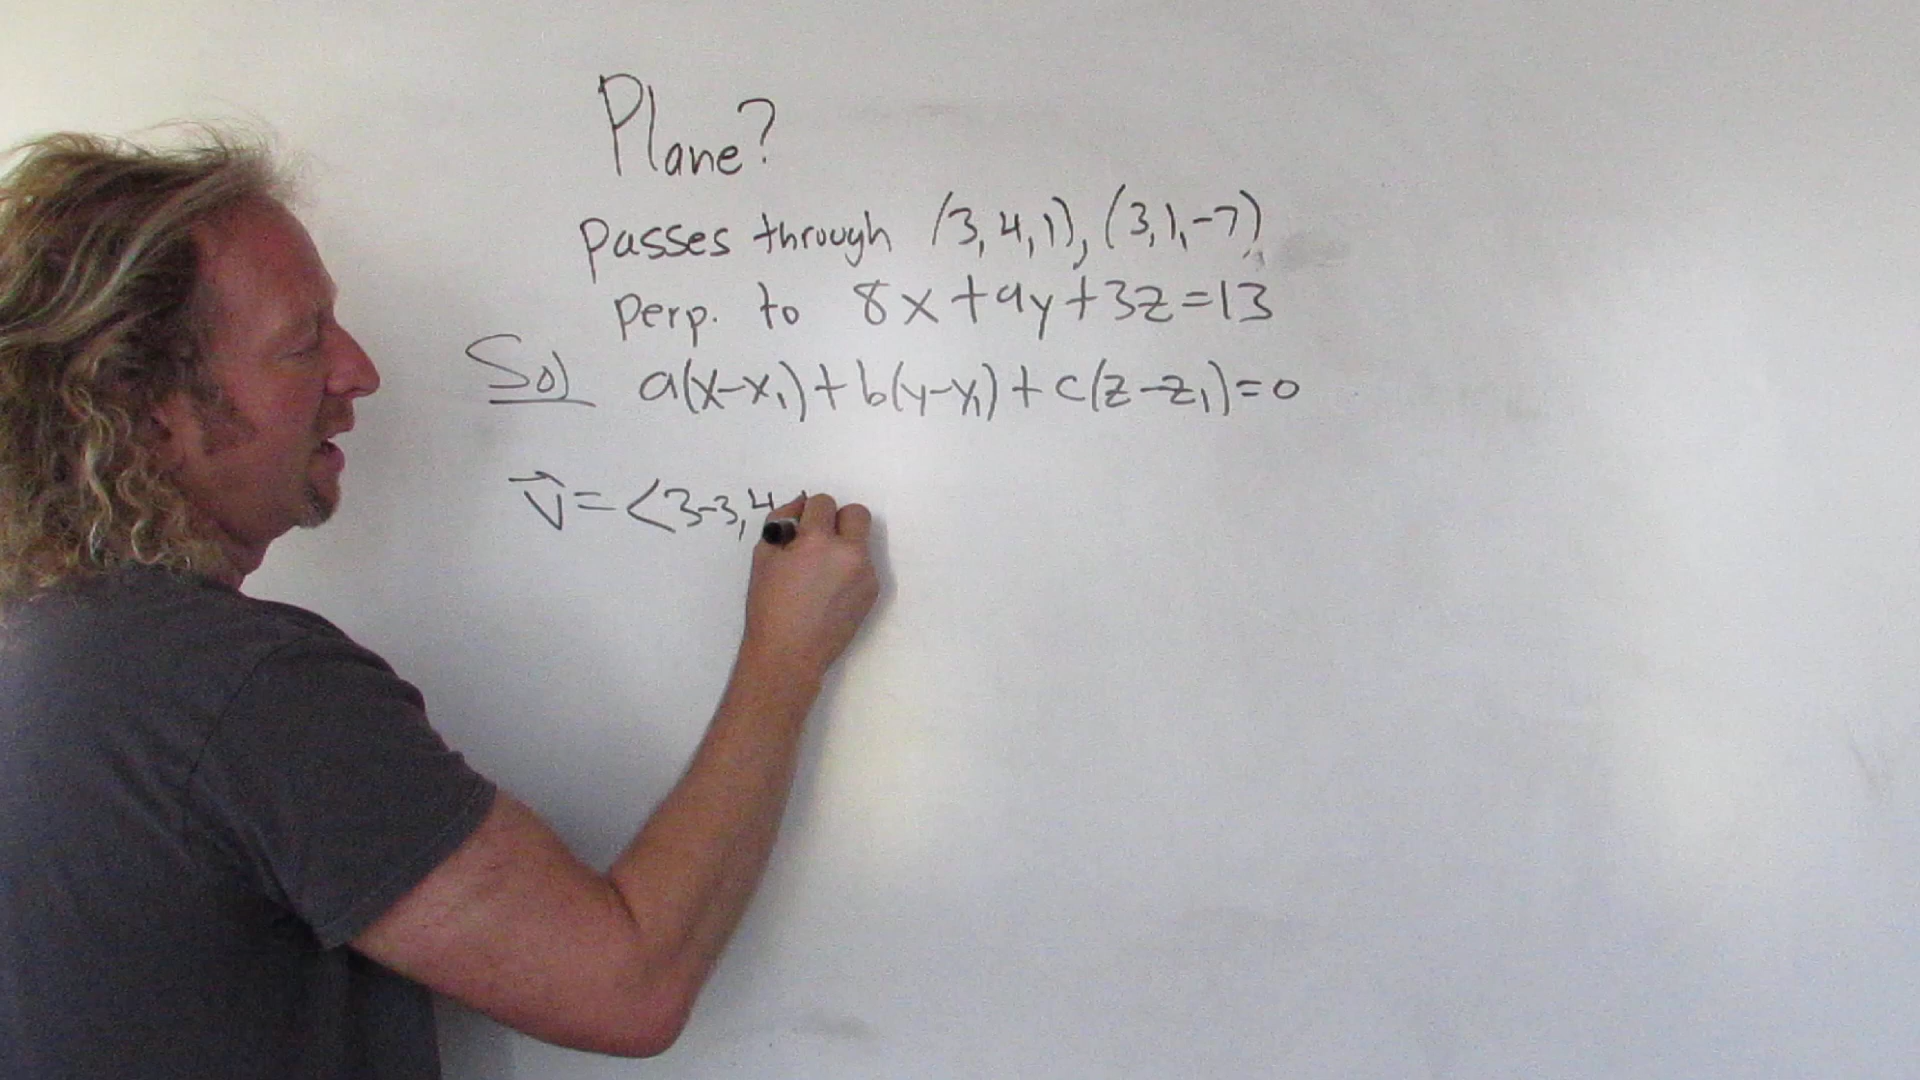 Plane?
passes through (3,4,1), (3,1,-7),
perp. to 8x+9y+3z=13
Sol a(x-x₁)+b(y-y₁)+c(z-z₁)=0
v⃗=<3-3,4